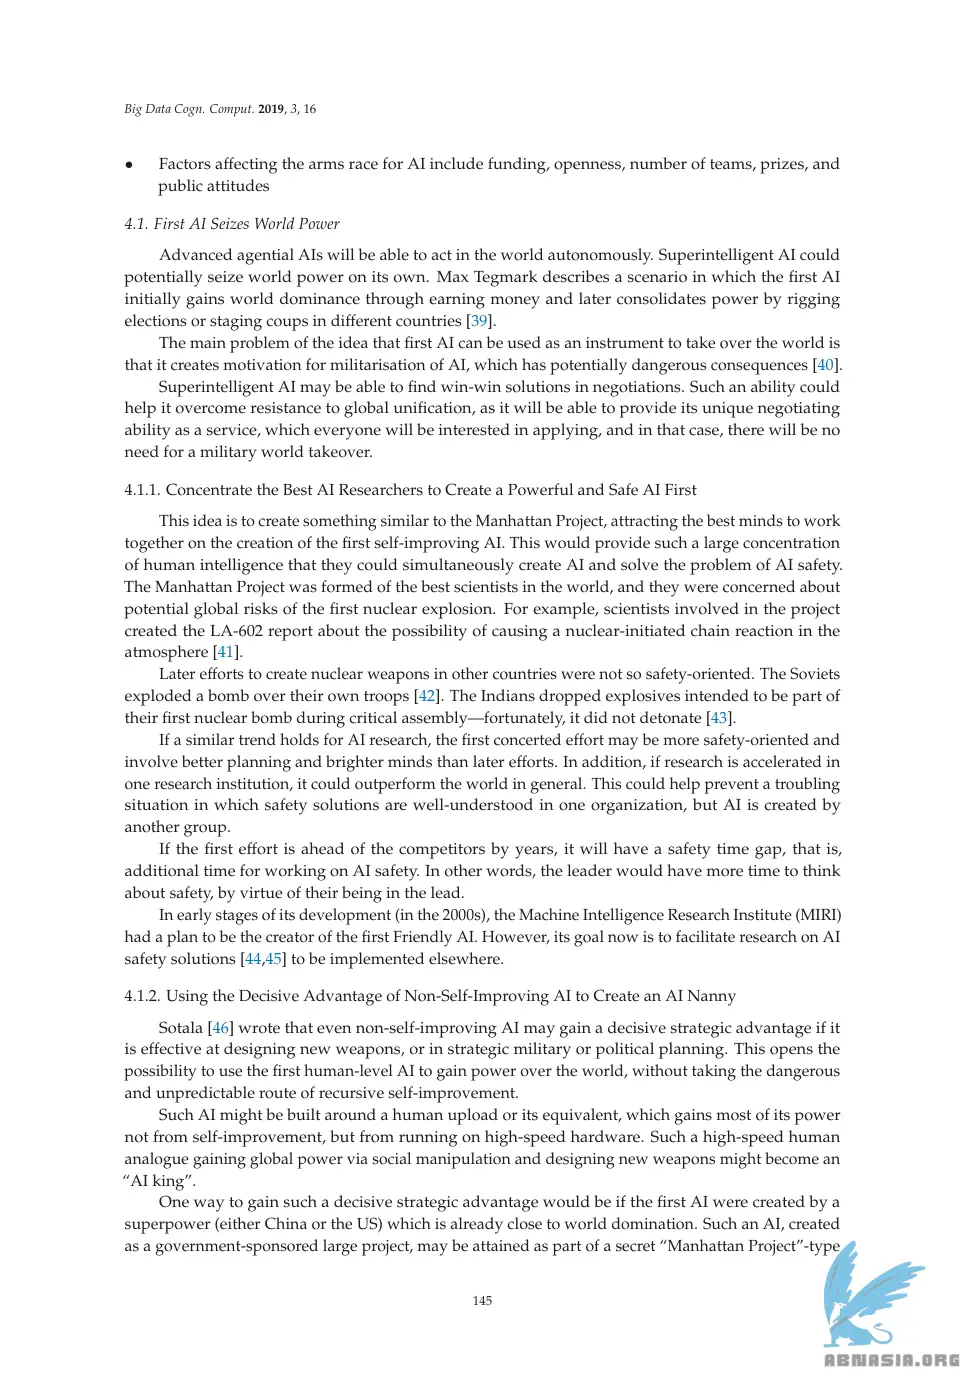 Big Data Cogn. Comput. 2019, 3, 16
• Factors affecting the arms race for AI include funding, openness, number of teams, prizes, and
public attitudes
4.1. First AI Seizes World Power
Advanced agential AIs will be able to act in the world autonomously. Superintelligent AI could
potentially seize world power on its own. Max Tegmark describes a scenario in which the first AI
initially gains world dominance through earning money and later consolidates power by rigging
elections or staging coups in different countries [39].
The main problem of the idea that first AI can be used as an instrument to take over the world is
that it creates motivation for militarisation of AI, which has potentially dangerous consequences [40].
Superintelligent AI may be able to find win-win solutions in negotiations. Such an ability could
help it overcome resistance to global unification, as it will be able to provide its unique negotiating
ability as a service, which everyone will be interested in applying, and in that case, there will be no
need for a military world takeover.
4.1.1. Concentrate the Best AI Researchers to Create a Powerful and Safe AI First
This idea is to create something similar to the Manhattan Project, attracting the best minds to work
together on the creation of the first self-improving AI. This would provide such a large concentration
of human intelligence that they could simultaneously create AI and solve the problem of AI safety.
The Manhattan Project was formed of the best scientists in the world, and they were concerned about
potential global risks of the first nuclear explosion. For example, scientists involved in the project
created the LA-602 report about the possibility of causing a nuclear-initiated chain reaction in the
atmosphere [41].
Later efforts to create nuclear weapons in other countries were not so safety-oriented. The Soviets
exploded a bomb over their own troops [42]. The Indians dropped explosives intended to be part of
their first nuclear bomb during critical assembly—fortunately, it did not detonate [43].
If a similar trend holds for AI research, the first concerted effort may be more safety-oriented and
involve better planning and brighter minds than later efforts. In addition, if research is accelerated in
one research institution, it could outperform the world in general. This could help prevent a troubling
situation in which safety solutions are well-understood in one organization, but AI is created by
another group.
If the first effort is ahead of the competitors by years, it will have a safety time gap, that is,
additional time for working on AI safety. In other words, the leader would have more time to think
about safety, by virtue of their being in the lead.
In early stages of its development (in the 2000s), the Machine Intelligence Research Institute (MIRI)
had a plan to be the creator of the first Friendly AI. However, its goal now is to facilitate research on AI
safety solutions [44,45] to be implemented elsewhere.
4.1.2. Using the Decisive Advantage of Non-Self-Improving AI to Create an AI Nanny
Sotala [46] wrote that even non-self-improving AI may gain a decisive strategic advantage if it
is effective at designing new weapons, or in strategic military or political planning. This opens the
possibility to use the first human-level AI to gain power over the world, without taking the dangerous
and unpredictable route of recursive self-improvement.
Such AI might be built around a human upload or its equivalent, which gains most of its power
not from self-improvement, but from running on high-speed hardware. Such a high-speed human
analogue gaining global power via social manipulation and designing new weapons might become an
“AI king”.
One way to gain such a decisive strategic advantage would be if the first AI were created by a
superpower (either China or the US) which is already close to world domination. Such an AI, created
as a government-sponsored large project, may be attained as part of a secret “Manhattan Project”-type
145
ABNASIA.ORG